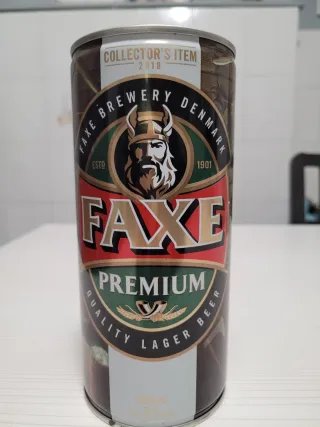 COLLECTOR'S ITEM
2018
FAXE BREWERY DENMARK
ESTD 1901
FAXE
PREMIUM
QUALITY LAGER BEER